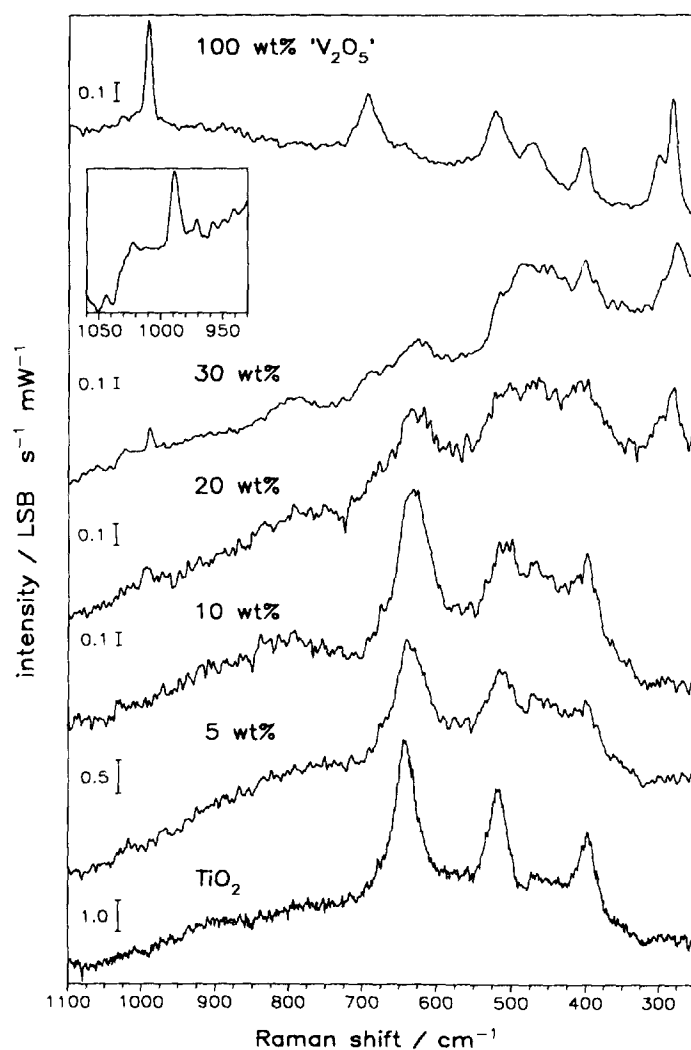 100 wt% 'V₂O₅'
0.1
1050 1000 950
30 wt%
0.1
20 wt%
0.1
10 wt%
0.1
5 wt%
0.5
TiO₂
1.0
intensity / LSB s⁻¹ mW⁻¹
1100 1000 900 800 700 600 500 400 300
Raman shift / cm⁻¹